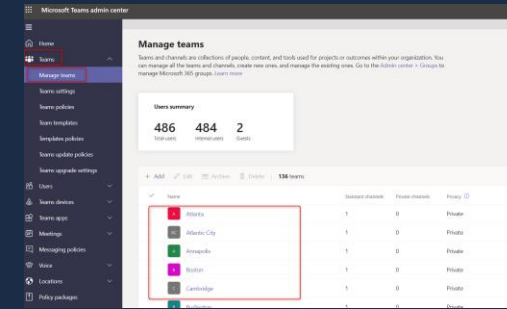 Microsoft Teams admin center
Home
Teams
Manage teams
Teams settings
Teams policies
Team templates
Templates policies
Teams update policies
Teams upgrade settings
Users
Teams devices
Teams apps
Meetings
Messaging policies
Voice
Locations
Policy packages
Manage teams
Teams and channels are collections of people, content, and tools used for projects or outcomes within your organization. You
can manage all the teams and channels, create new ones, and manage the existing ones. Go to the Admin center > Groups to
manage Microsoft 365 groups. Learn more
Users summary
486 484 2
Total users Internal users Guests
+ Add Edit Archive Delete 136 teams
Name Standard channels Private channels Privacy
A Atlanta 1 0 Private
AC Atlantic City 1 0 Private
A Annapolis 1 0 Private
B Boston 1 0 Private
C Cambridge 1 0 Private
Burlington 1 0 Private